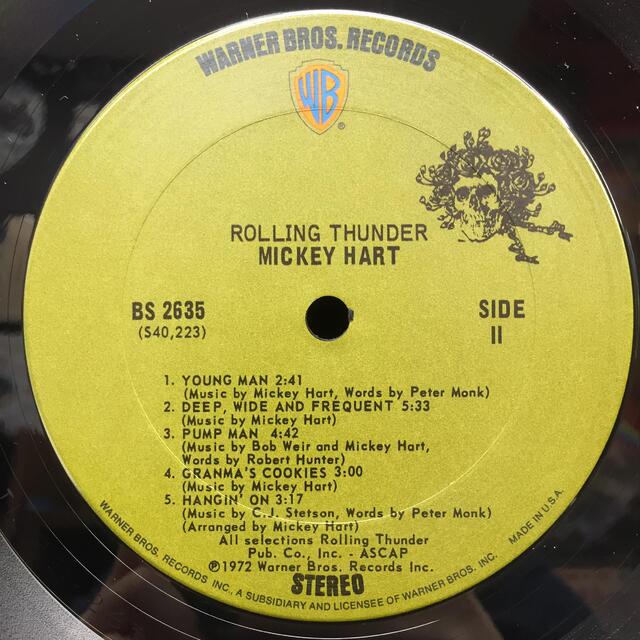 WARNER BROS. RECORDS
WB
®
ROLLING THUNDER
MICKEY HART
BS 2635
(S40,223)
SIDE
II
1. YOUNG MAN 2:41
(Music by Mickey Hart, Words by Peter Monk)
2. DEEP, WIDE AND FREQUENT 5:33
(Music by Mickey Hart)
3. PUMP MAN 4:42
(Music by Bob Weir and Mickey Hart,
Words by Robert Hunter)
4. GRANMA'S COOKIES 3:00
(Music by Mickey Hart)
5. HANGIN' ON 3:17
(Music by C.J. Stetson, Words by Peter Monk)
(Arranged by Mickey Hart)
All selections Rolling Thunder
Pub. Co., Inc. - ASCAP
℗1972 Warner Bros. Records Inc.
STEREO
WARNER BROS. RECORDS INC., A SUBSIDIARY AND LICENSEE OF WARNER BROS. INC.
MADE IN U.S.A.